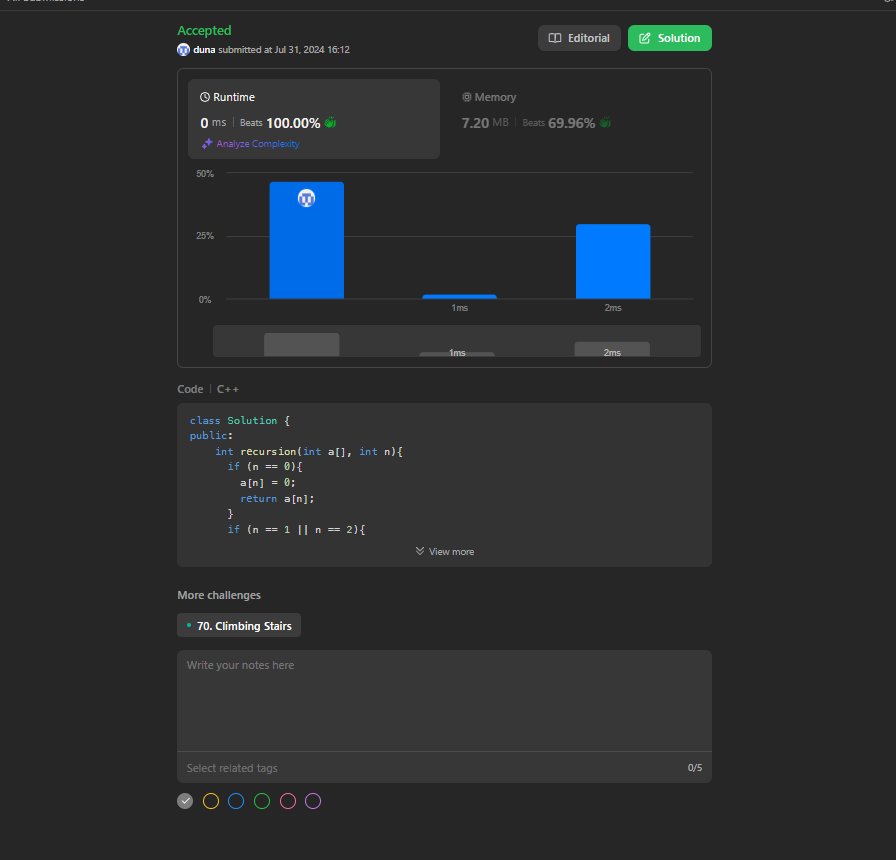 All Submissions
Accepted
duna submitted at Jul 31, 2024 16:12
Editorial
Solution
Runtime
0 ms | Beats 100.00%
Analyze Complexity
Memory
7.20 MB | Beats 69.96%
50%
25%
0%
1ms
2ms
1ms
2ms
Code | C++
class Solution {
public:
    int recursion(int a[], int n){
      if (n == 0){
        a[n] = 0;
        return a[n];
      }
      if (n == 1 || n == 2){
View more
More challenges
70. Climbing Stairs
Write your notes here
Select related tags
0/5